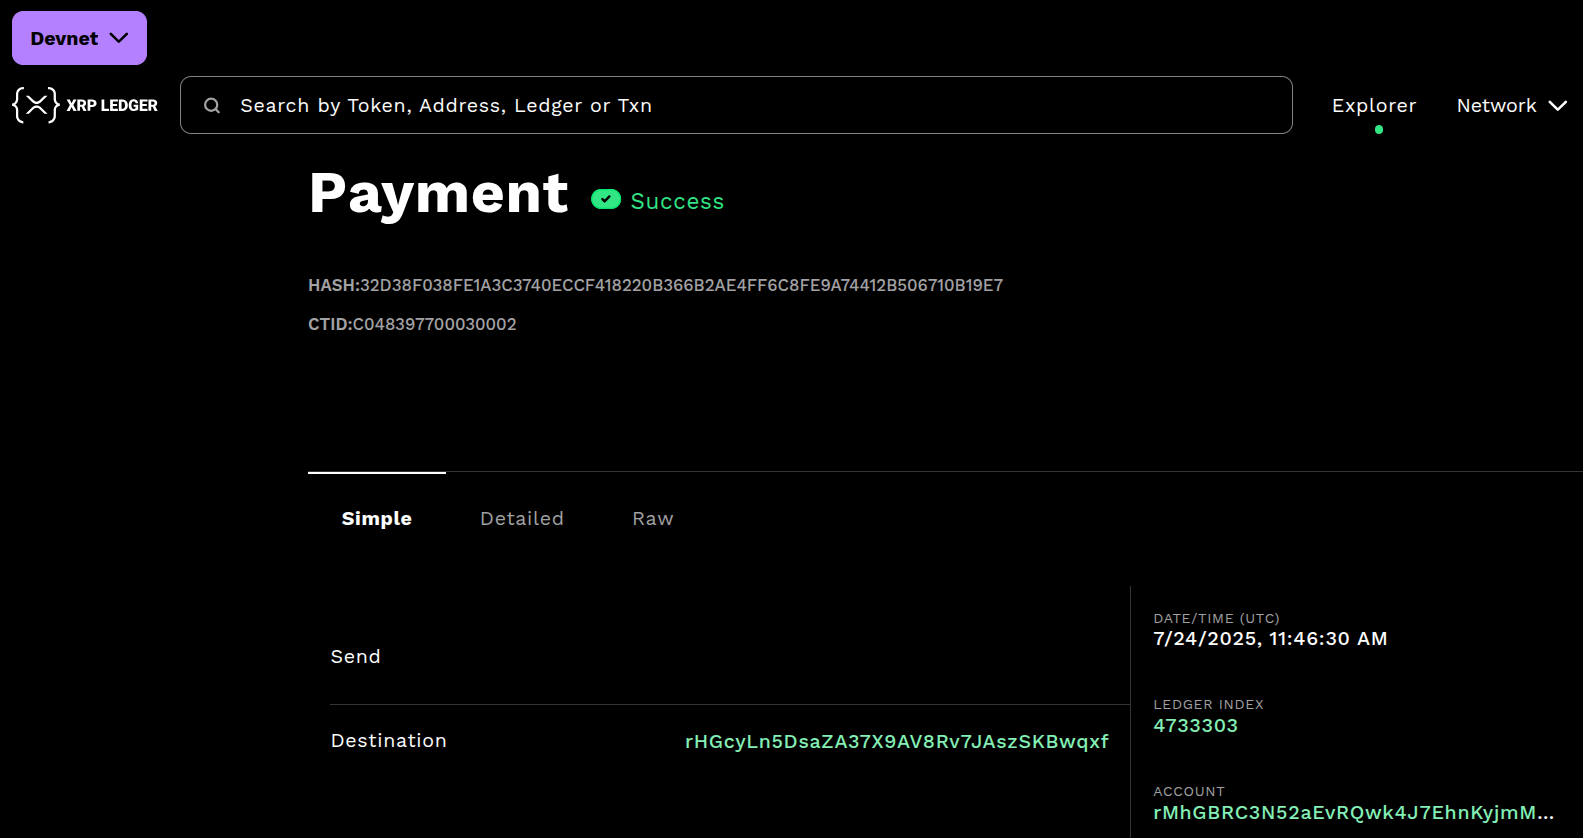 Devnet
XRP LEDGER
Search by Token, Address, Ledger or Txn
Explorer
Network
Payment
Success
HASH:32D38F038FE1A3C3740ECCF418220B366B2AE4FF6C8FE9A74412B506710B19E7
CTID:C048397700030002
Simple
Detailed
Raw
Send
Destination
rHGcyLn5DsaZA37X9AV8Rv7JAszSKBwqxf
DATE/TIME (UTC)
7/24/2025, 11:46:30 AM
LEDGER INDEX
4733303
ACCOUNT
rMhGBRC3N52aEvRQwk4J7EhnKyjmM...